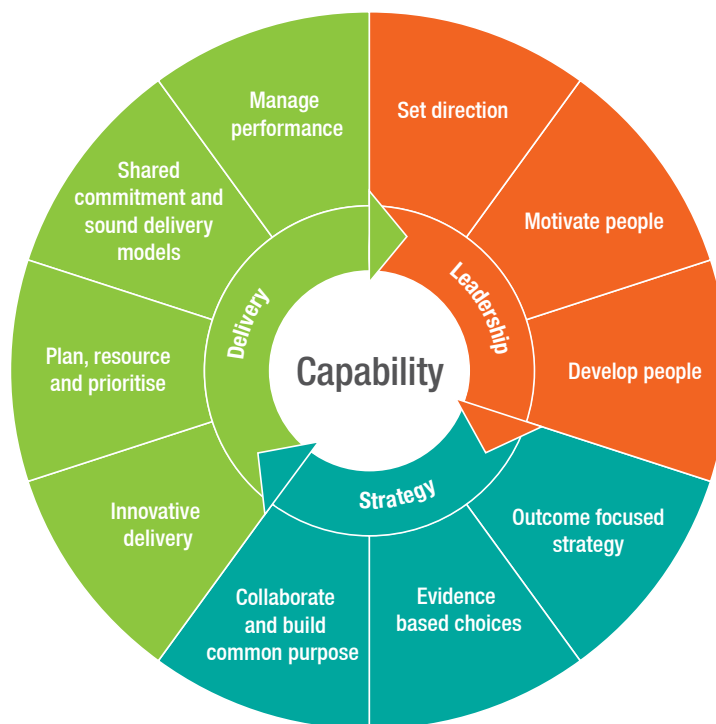 Capability
Leadership
Strategy
Delivery
Set direction
Motivate people
Develop people
Outcome focused
strategy
Evidence
based choices
Collaborate
and build
common purpose
Innovative
delivery
Plan, resource
and prioritise
Shared
commitment and
sound delivery
models
Manage
performance